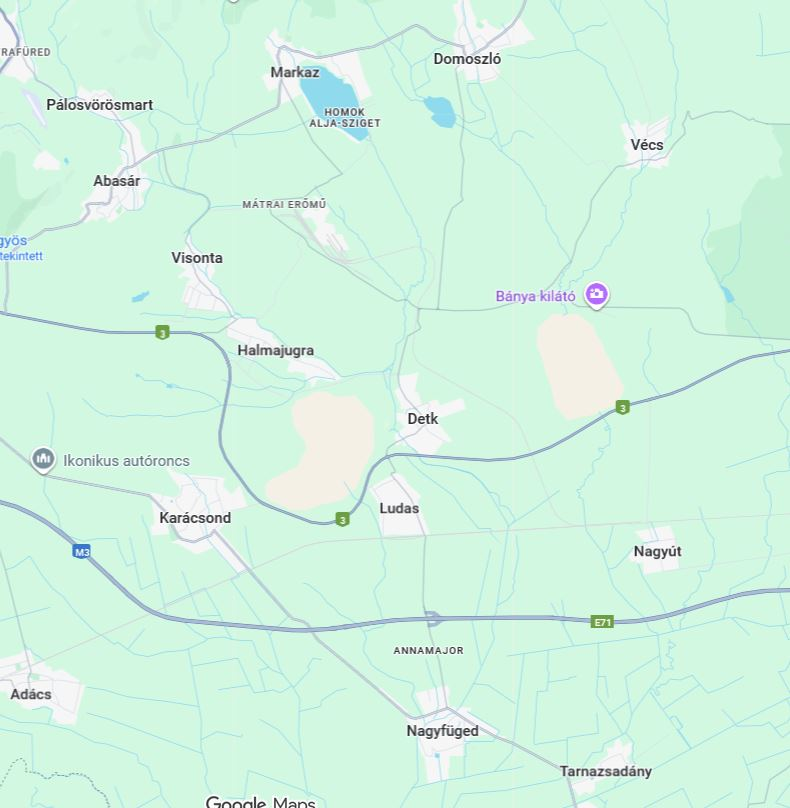 Domoszló
RAFÜRED
Markaz
Pálosvörösmart
HOMOK
ALJA-SZIGET
Vécs
Abasár
MÁTRAI ERŐMŰ
gyös
tekintett
Visonta
Bánya kilátó
3
Halmajugra
3
Detk
Ikonikus autóroncs
Ludas
Karácsond
3
M3
Nagyút
E71
ANNAMAJOR
Adács
Nagyfüged
Tarnazsadány
Google Maps